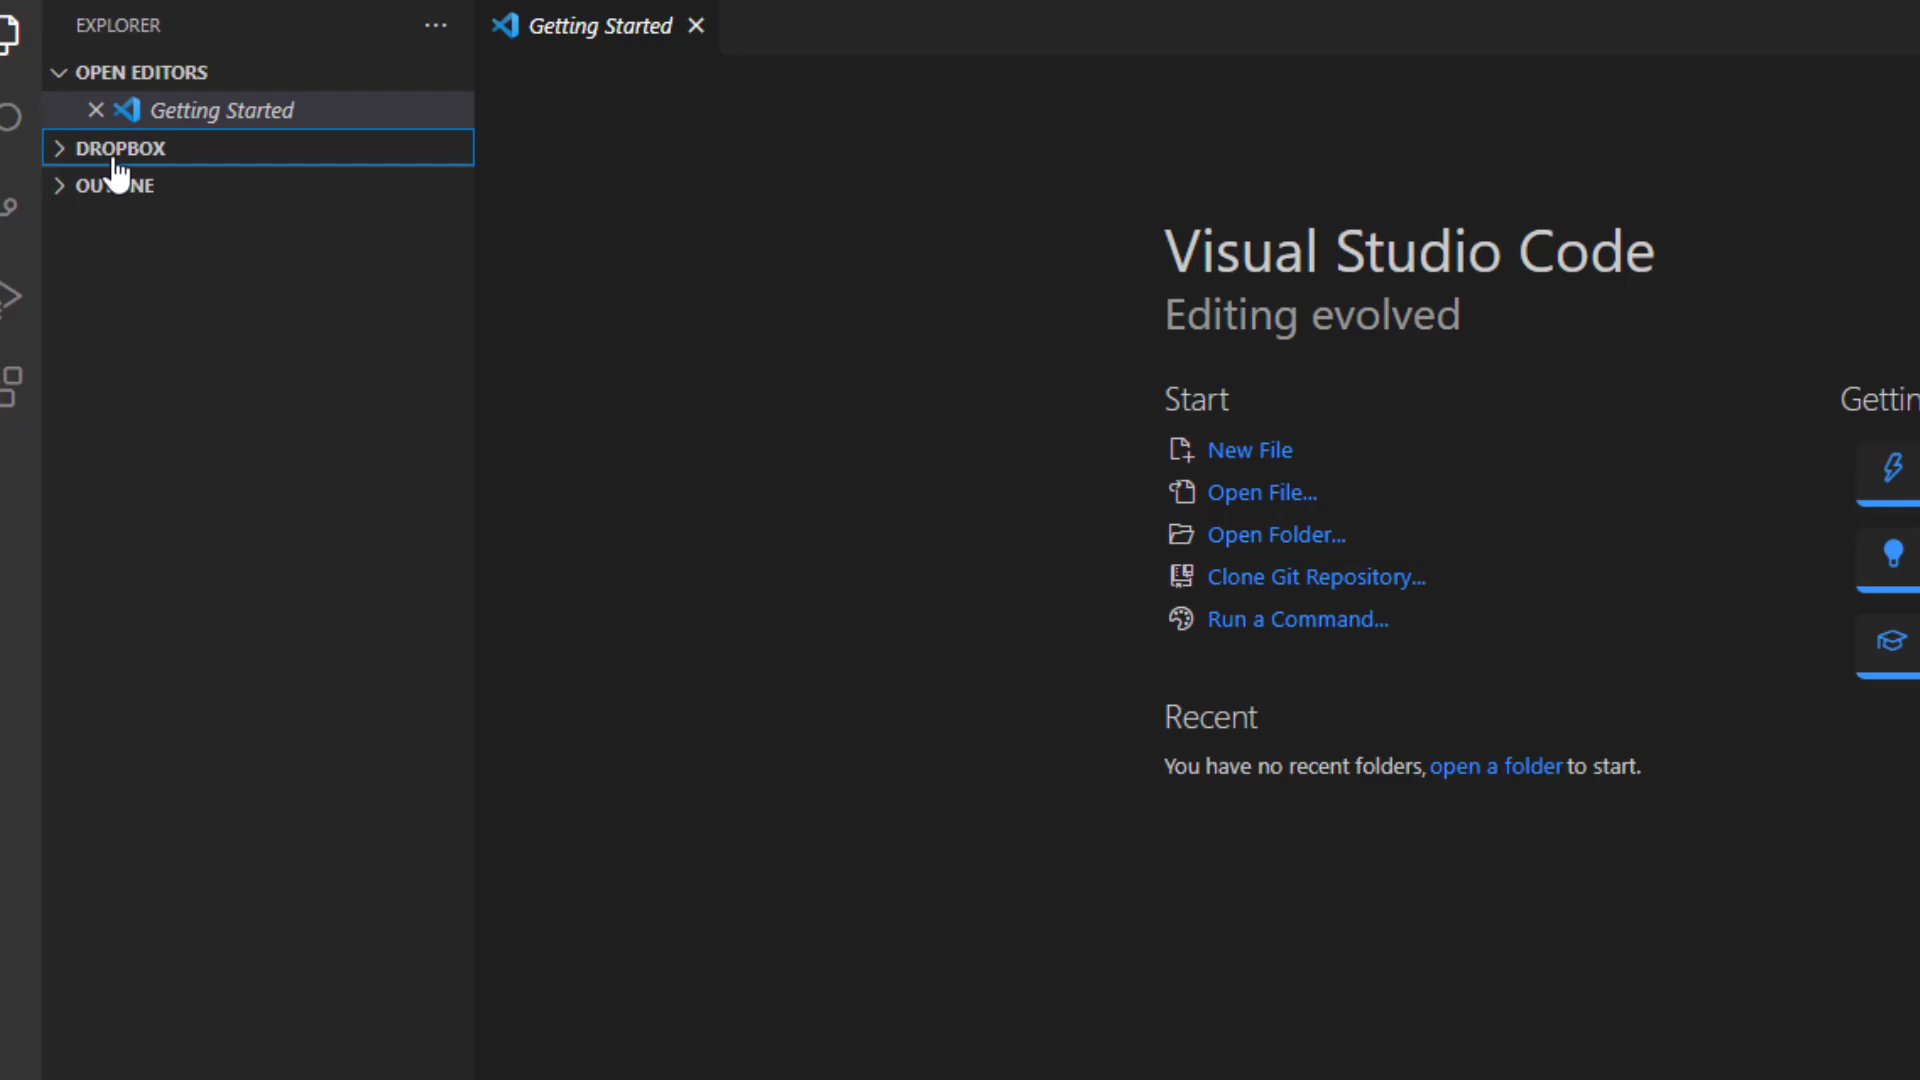 EXPLORER
Getting Started
OPEN EDITORS
Getting Started
DROPBOX
Visual Studio Code
Editing evolved
Start
New File
Open File...
Open Folder...
Clone Git Repository...
Run a Command...
Recent
You have no recent folders, open a folder to start.